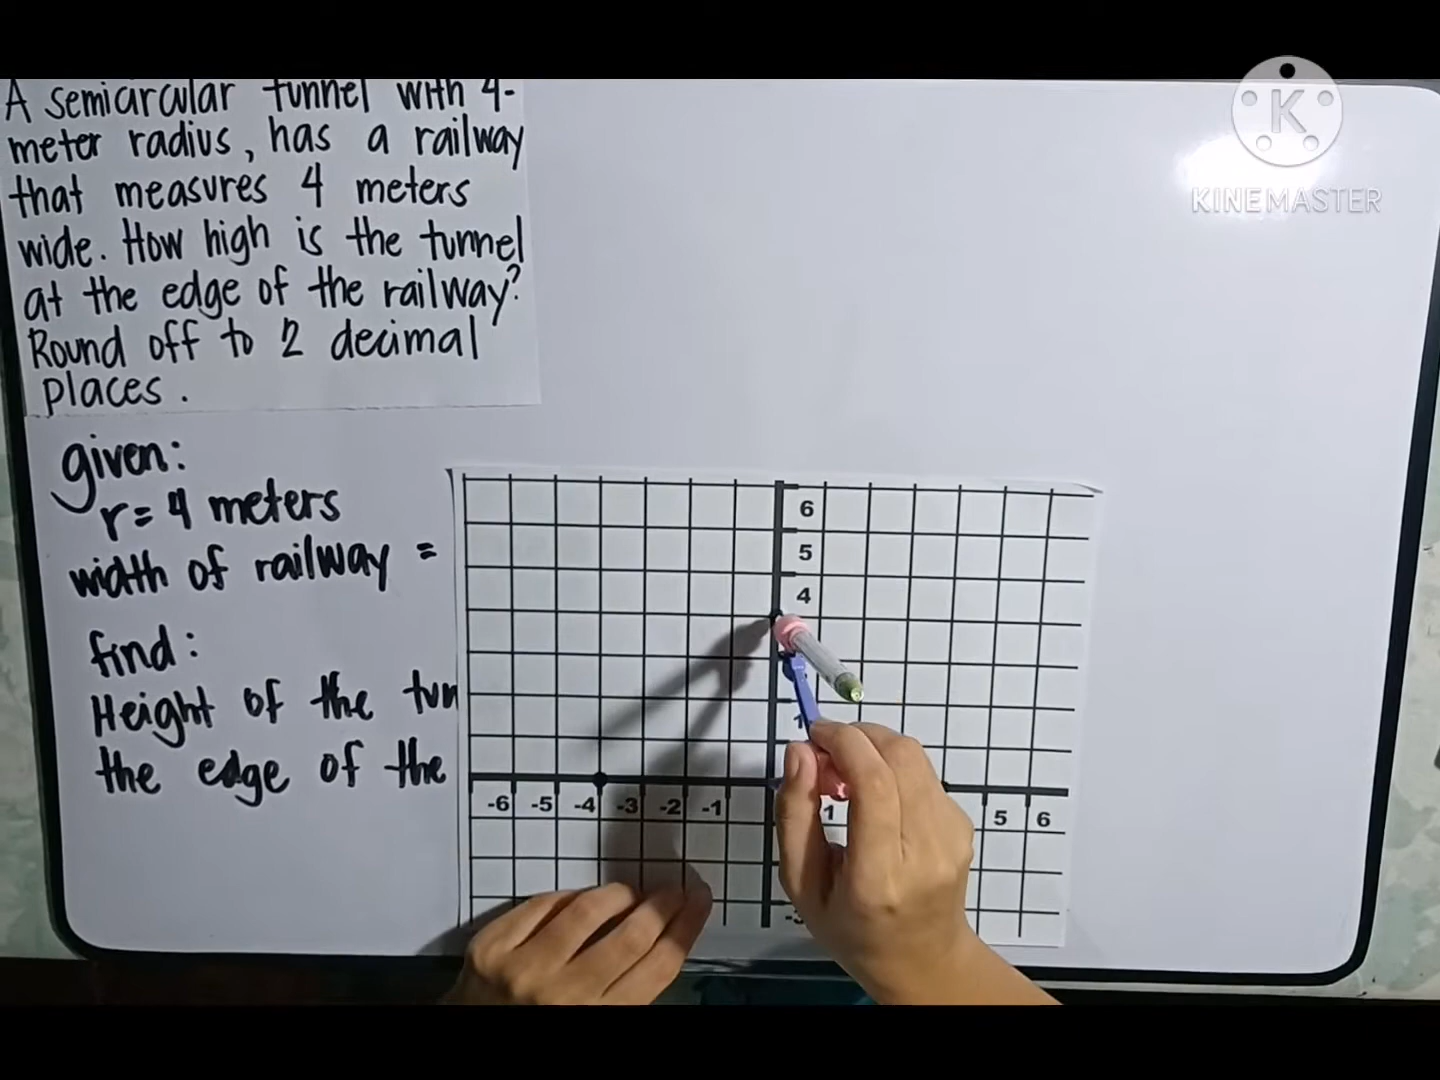 A semicircular tunnel with 4-
meter radius, has a railway
that measures 4 meters
wide. How high is the tunnel
at the edge of the railway?
Round off to 2 decimal
places.
given:
r = 4 meters
width of railway =
find:
Height of the tun
the edge of the
6
5
4
1
-6 -5 -4 -3 -2 -1 1 5 6
-3
K
KINEMASTER